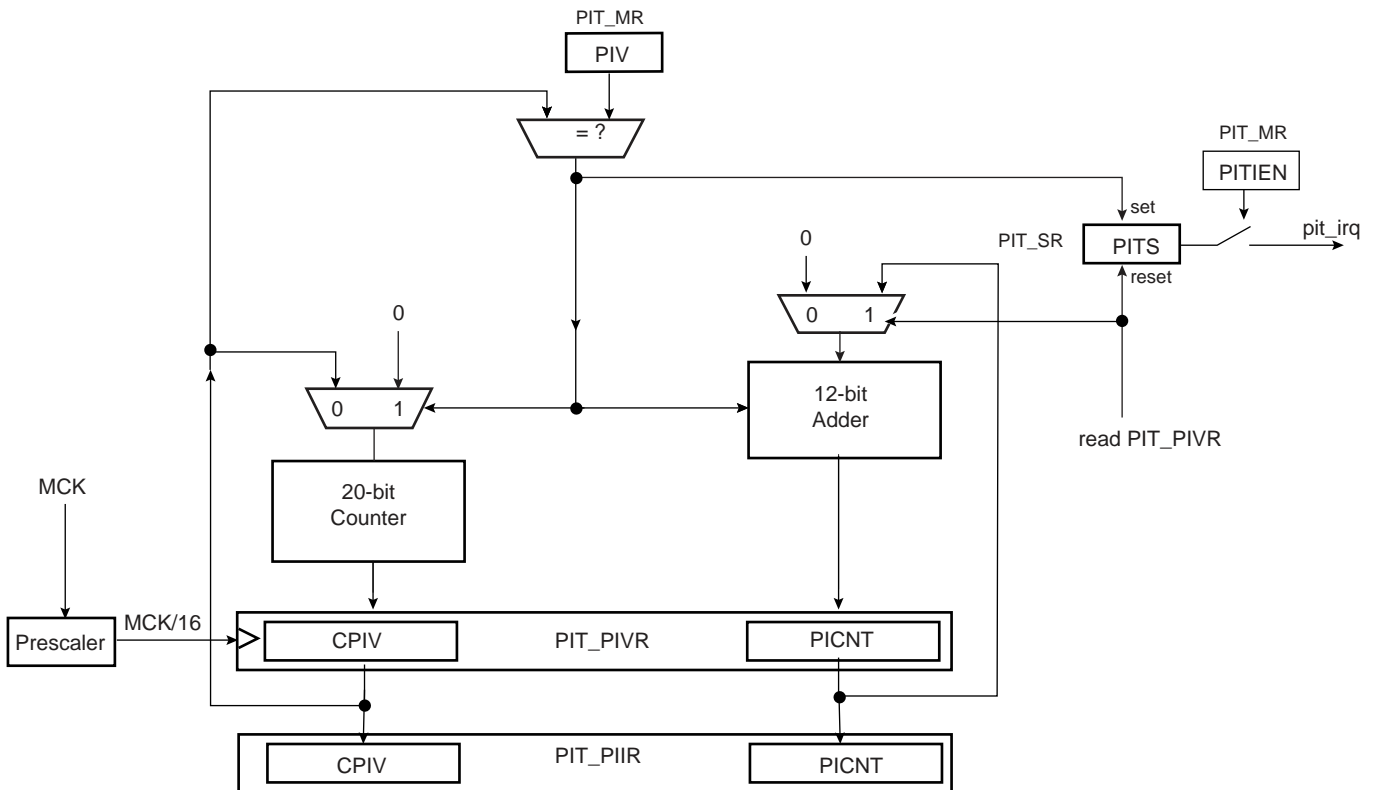 PIT_MR
PIV
= ?
PIT_MR
PITIEN
set
pit_irq
0
PIT_SR
PITS
reset
0
0 1
0 1
12-bit
Adder
read PIT_PIVR
MCK
20-bit
Counter
MCK/16
Prescaler
CPIV
PIT_PIVR
PICNT
CPIV
PIT_PIIR
PICNT